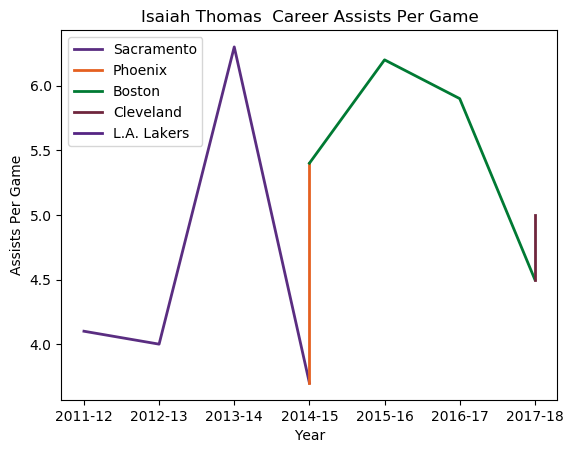 Isaiah Thomas  Career Assists Per Game
Sacramento
Phoenix
Boston
Cleveland
L.A. Lakers
Assists Per Game
6.0
5.5
5.0
4.5
4.0
2011-12 2012-13 2013-14 2014-15 2015-16 2016-17 2017-18
Year